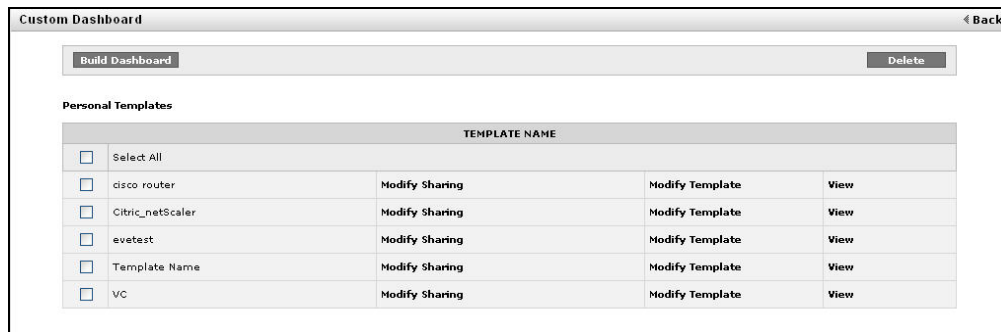 Custom Dashboard Back
Build Dashboard Delete
Personal Templates
TEMPLATE NAME
Select All
cisco router Modify Sharing Modify Template View
Citric_netScaler Modify Sharing Modify Template View
evetest Modify Sharing Modify Template View
Template Name Modify Sharing Modify Template View
VC Modify Sharing Modify Template View